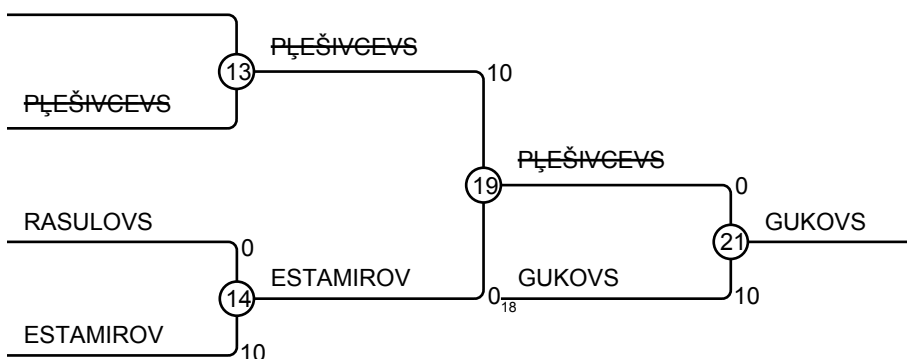 PĻEŠIVCEVS
13
10
PĻEŠIVCEVS
PĻEŠIVCEVS
19
0
RASULOVS
GUKOVS
21
0
ESTAMIROV
GUKOVS
14
0
18
10
ESTAMIROV
10